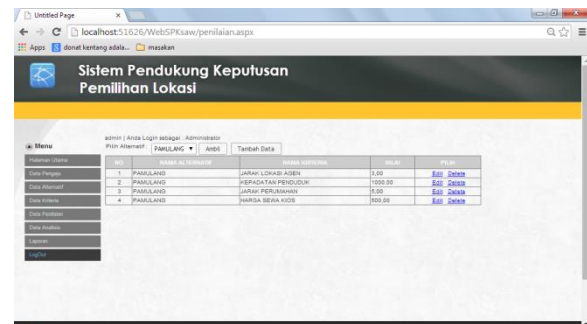 Untitled Page
localhost:51626/WebSPKsaw/penilaian.aspx
Apps donat kentang adala... masakan
Sistem Pendukung Keputusan
Pemilihan Lokasi
admin | Anda Login sebagai : Administrator
Menu
Pilih Alternatif : PAMULANG Ambil Tambah Data
Halaman Utama
Data Pengguna
Data Alternatif
Data Kriteria
Data Penilaian
Data Analisa
Laporan
LogOut
NO NAMA ALTERNATIF NAMA KRITERIA NILAI PILIH
1 PAMULANG JARAK LOKASI AGEN 3,00 Edit Delete
2 PAMULANG KEPADATAN PENDUDUK 1000,00 Edit Delete
3 PAMULANG JARAK PERUMAHAN Edit Delete
4 PAMULANG HARGA SEWA KIOS 500,00 Edit Delete